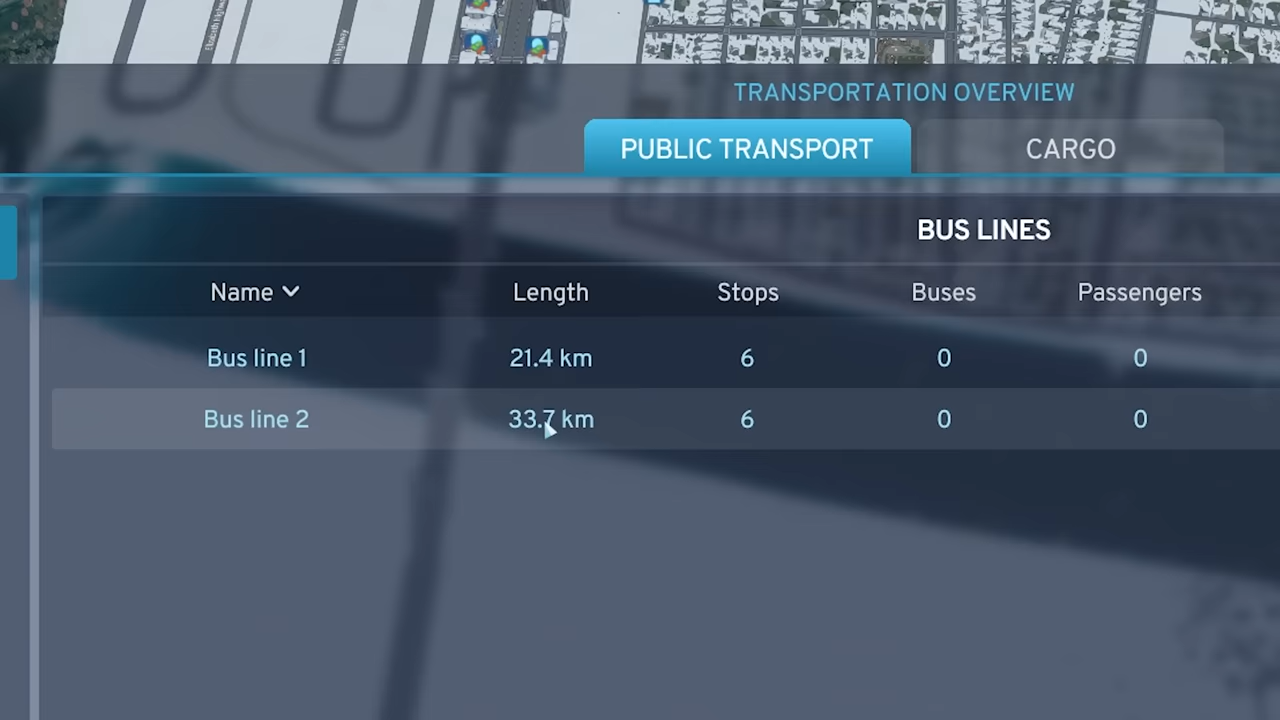 TRANSPORTATION OVERVIEW
PUBLIC TRANSPORT CARGO
BUS LINES
Name Length Stops Buses Passengers
Bus line 1 21.4 km 6 0 0
Bus line 2 33.7 km 6 0 0